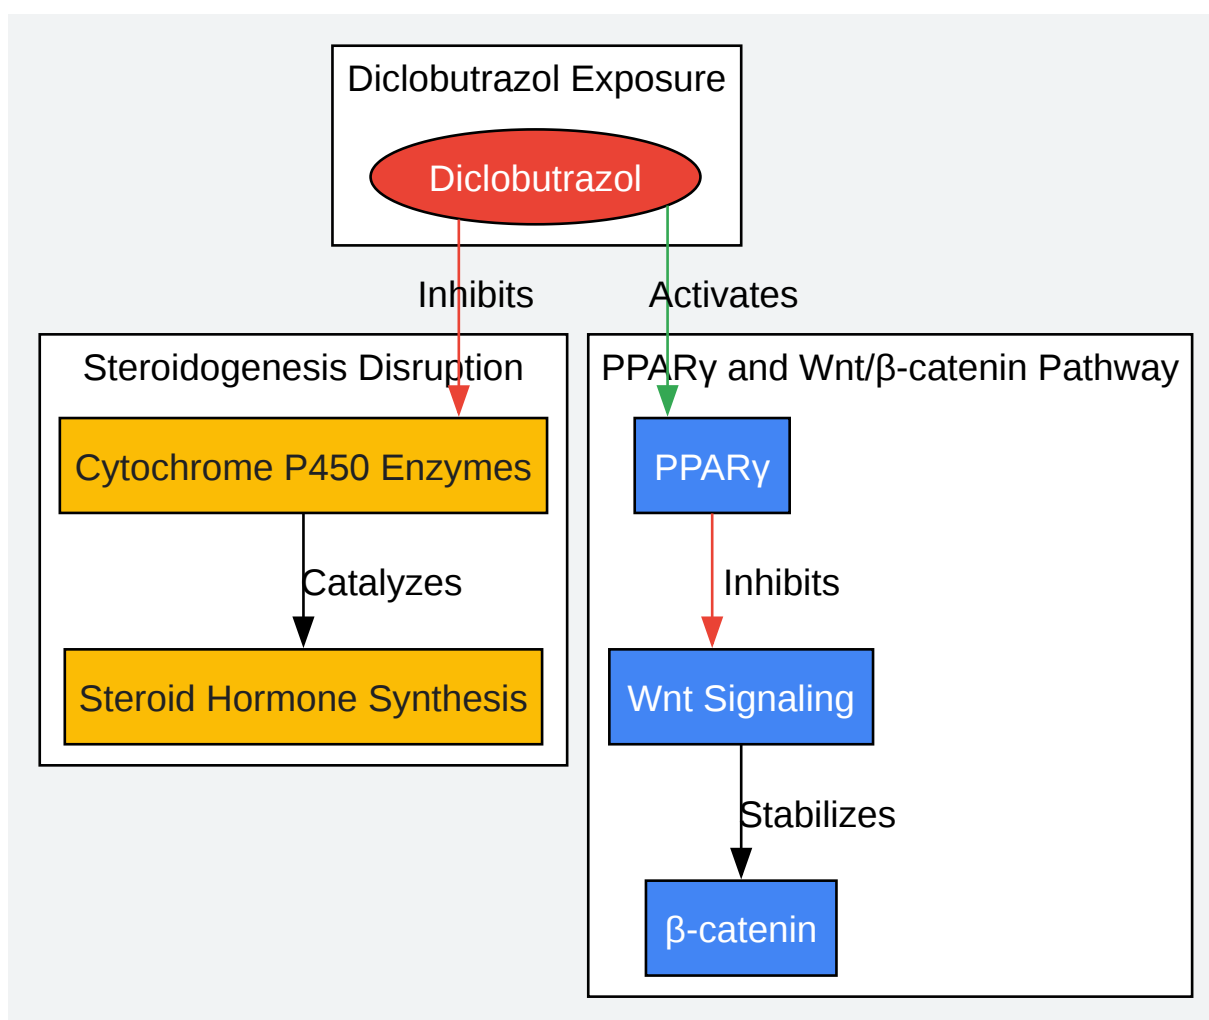 Diclobutrazol Exposure
Diclobutrazol
Inhibits
Activates
Steroidogenesis Disruption
Cytochrome P450 Enzymes
Catalyzes
Steroid Hormone Synthesis
PPARγ and Wnt/β-catenin Pathway
PPARγ
Inhibits
Wnt Signaling
Stabilizes
β-catenin